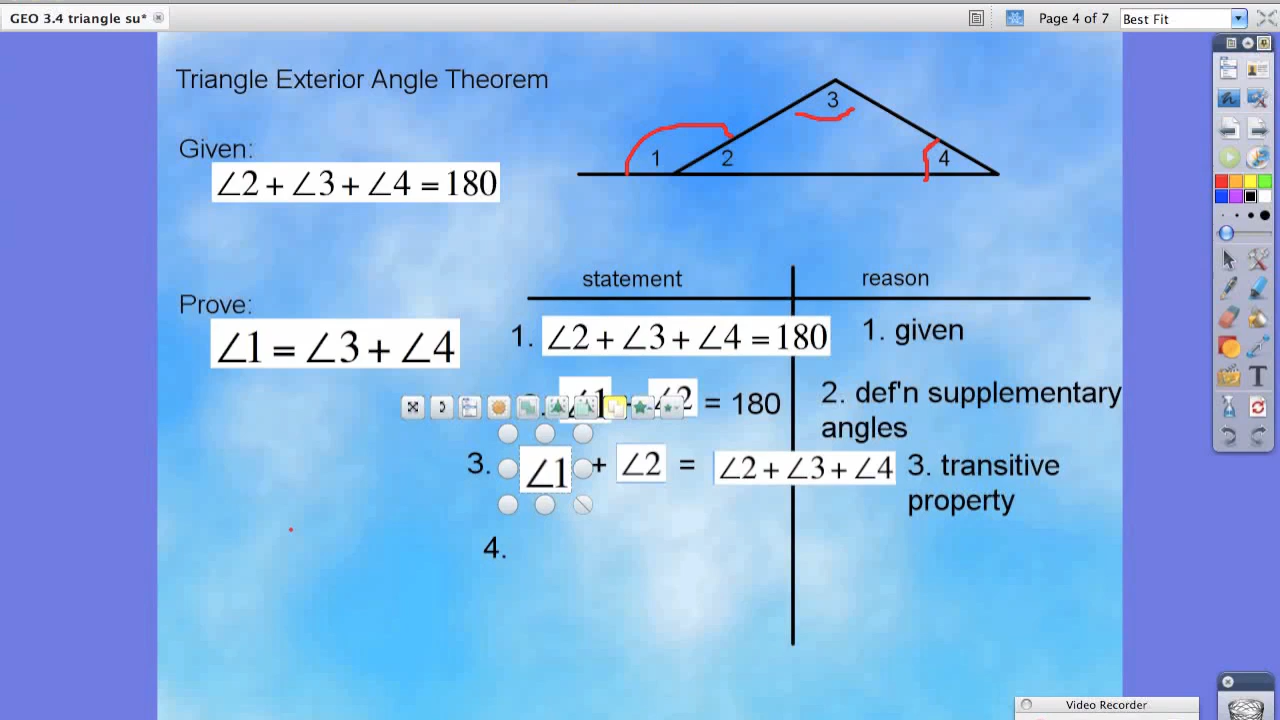 GEO 3.4 triangle su*
Page 4 of 7
Best Fit
Triangle Exterior Angle Theorem
3
1
2
4
Given:
∠2 + ∠3 + ∠4 = 180
statement
reason
Prove:
∠1 = ∠3 + ∠4
1. ∠2 + ∠3 + ∠4 = 180
1. given
∠1 ∠2 = 180
2. def'n supplementary
angles
3. ∠1 + ∠2 = ∠2 + ∠3 + ∠4
3. transitive
property
4.
T
Video Recorder